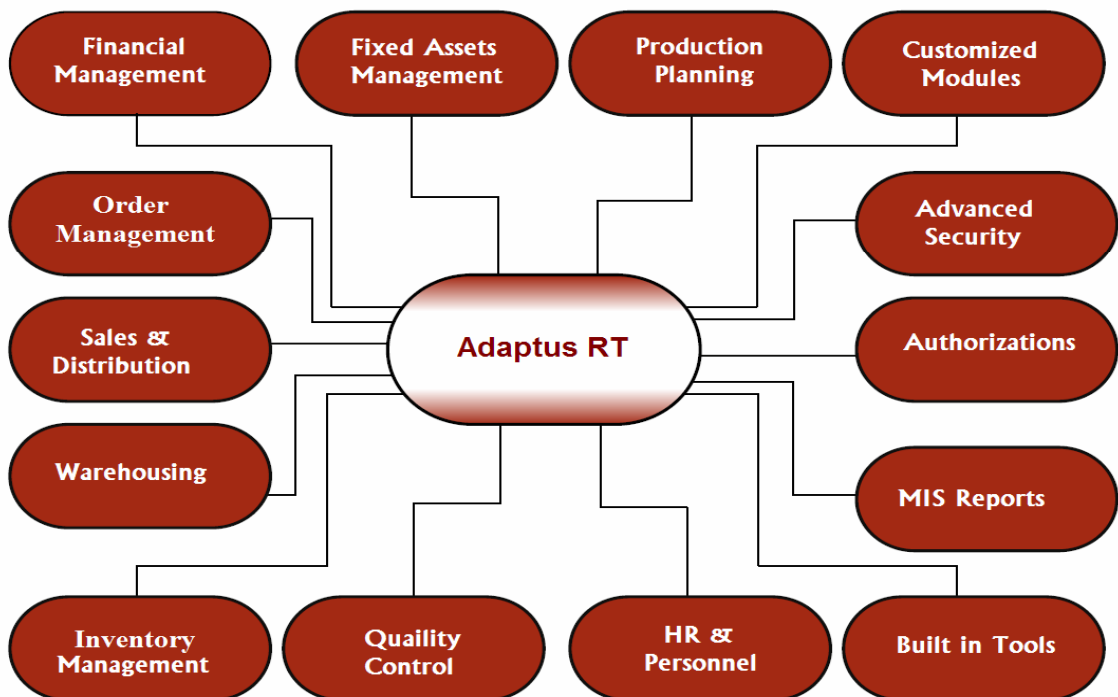 Financial
Management
Fixed Assets
Management
Production
Planning
Customized
Modules
Order
Management
Advanced
Security
Sales &
Distribution
Adaptus RT
Authorizations
Warehousing
MIS Reports
Inventory
Management
Quaility
Control
HR &
Personnel
Built in Tools